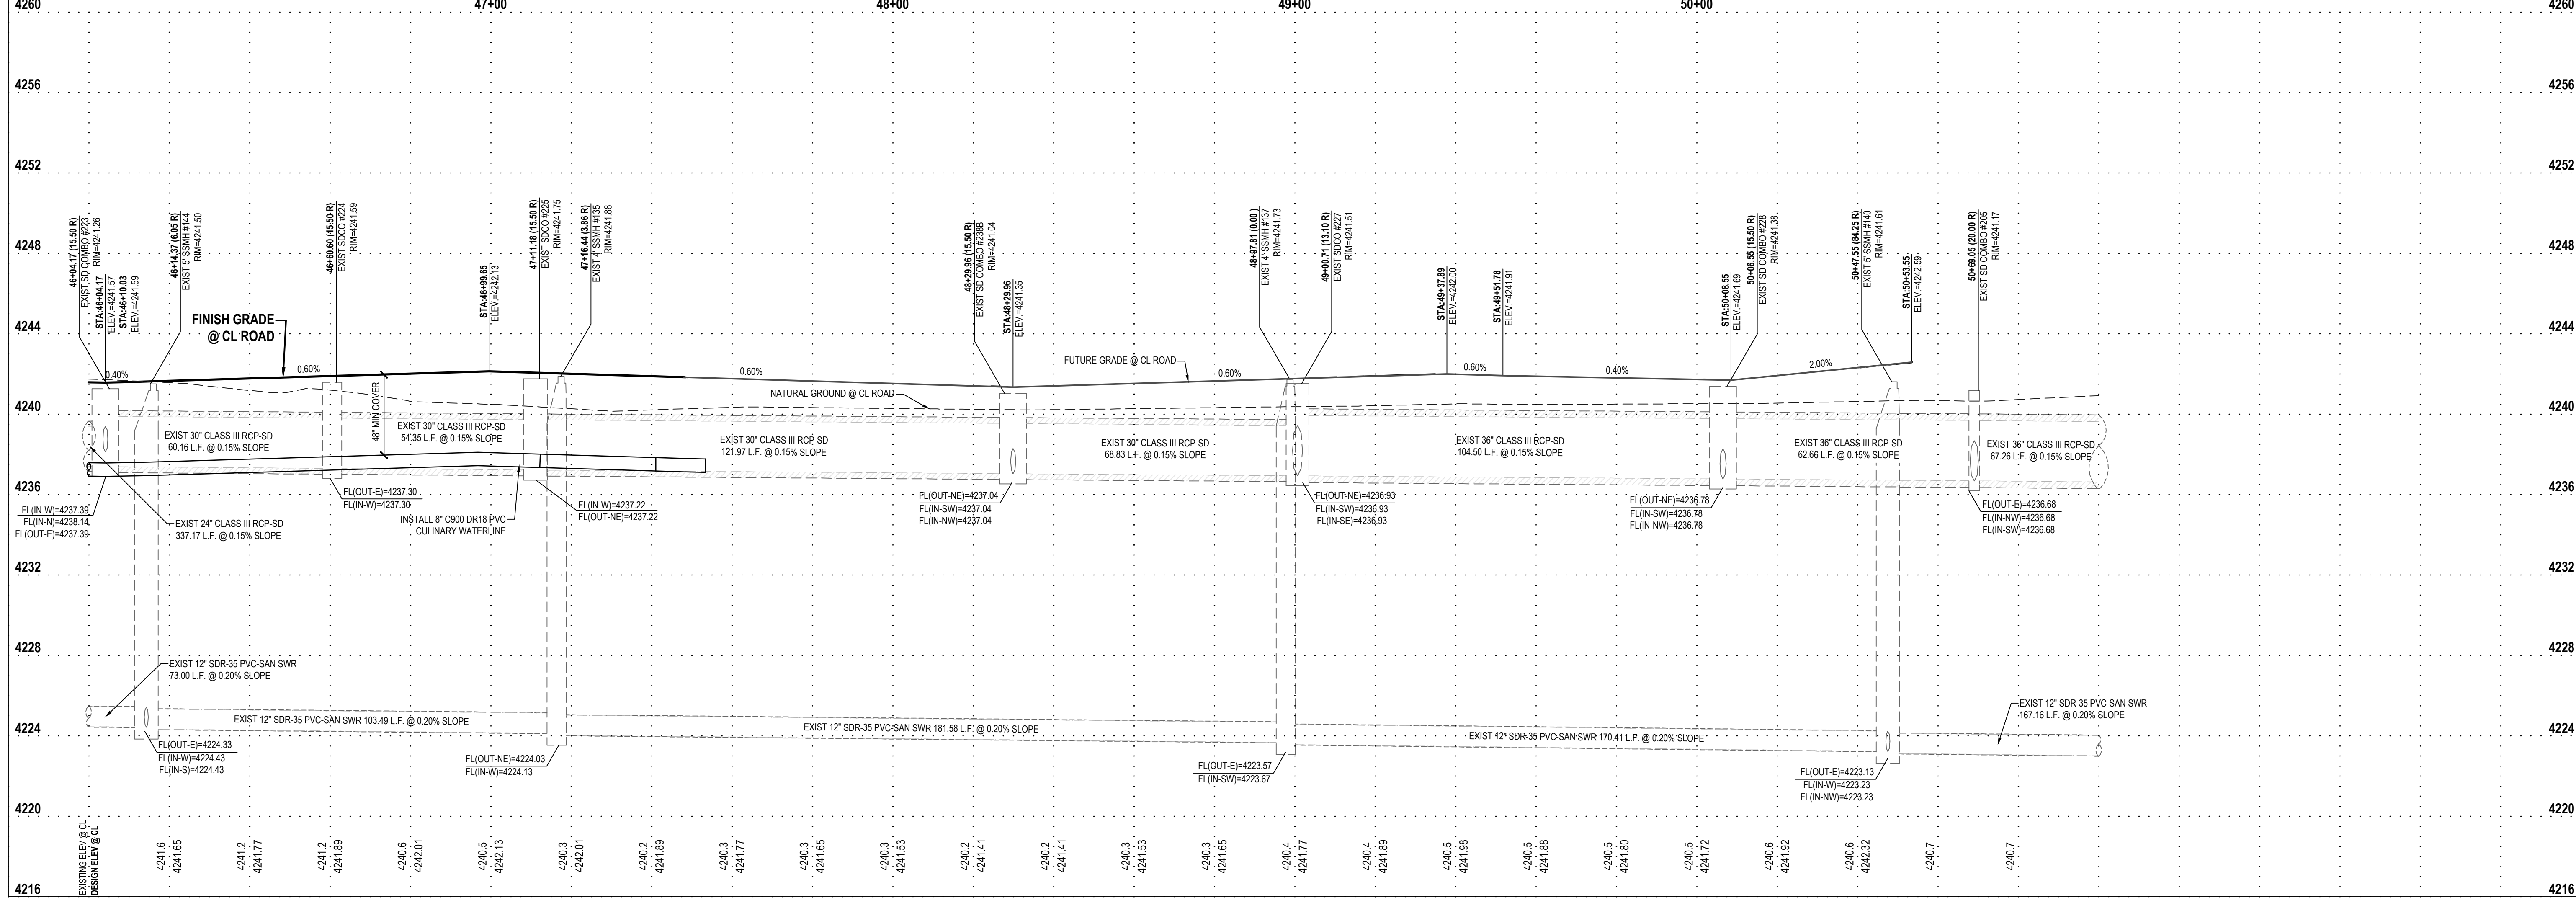 4260
47+00
48+00
49+00
50+00
4260
4256
4256
4252
4252
4248
4248
4244
4244
4240
4240
4236
4236
4232
4232
4228
4228
4224
4224
4220
4220
4216
4216
46+04.17 (15.50 R)
EXIST SD COMBO #223
RIM=4241.26
STA:46+04.17
ELEV.=4241.57
STA:46+10.03
ELEV.=4241.59
46+14.37 (6.05' R)
EXIST 5' SSMH #144
RIM=4241.50
46+60.60 (15.50 R)
EXIST SDCO #224
RIM=4241.59
STA:46+99.65
ELEV.=4242.13
47+11.18 (15.50 R)
EXIST SDCO #225
RIM=4241.75
47+16.44 (3.86 R)
EXIST 4' SSMH #135
RIM=4241.88
48+29.96 (15.50 R)
EXIST SD COMBO #238B
RIM=4241.04
STA:48+29.96
ELEV.=4241.35
48+97.81 (0.00 )
EXIST 4' SSMH #137
RIM=4241.73
49+00.71 (13.10 R)
EXIST SDCO #227
RIM=4241.51
STA:49+37.89
ELEV.=4242.00
STA:49+51.78
ELEV.=4241.91
STA:50+08.55
ELEV.=4241.69
50+06.55 (15.50 R)
EXIST SD COMBO #228
RIM=4241.38
50+47.55 (84.25 R)
EXIST 5' SSMH #140
RIM=4241.61
STA:50+53.55
ELEV.=4242.59
50+69.05 (20.00 R)
EXIST SD COMBO #205
RIM=4241.17
FINISH GRADE
@ CL ROAD
0.40%
0.60%
0.60%
FUTURE GRADE @ CL ROAD
0.60%
0.60%
0.40%
2.00%
NATURAL GROUND @ CL ROAD
48" MIN COVER
EXIST 30" CLASS III RCP-SD
60.16 L.F. @ 0.15% SLOPE
EXIST 30" CLASS III RCP-SD
54.35 L.F. @ 0.15% SLOPE
EXIST 30" CLASS III RCP-SD
121.97 L.F. @ 0.15% SLOPE
EXIST 30" CLASS III RCP-SD
68.83 L.F. @ 0.15% SLOPE
EXIST 36" CLASS III RCP-SD
104.50 L.F. @ 0.15% SLOPE
EXIST 36" CLASS III RCP-SD
62.66 L.F. @ 0.15% SLOPE
EXIST 36" CLASS III RCP-SD
67.26 L.F. @ 0.15% SLOPE
FL(IN-W)=4237.39
FL(IN-N)=4238.14
FL(OUT-E)=4237.39
EXIST 24" CLASS III RCP-SD
337.17 L.F. @ 0.15% SLOPE
FL(OUT-E)=4237.30
FL(IN-W)=4237.30
INSTALL 8" C900 DR18 PVC
CULINARY WATERLINE
FL(IN-W)=4237.22
FL(OUT-NE)=4237.22
FL(OUT-NE)=4237.04
FL(IN-SW)=4237.04
FL(IN-NW)=4237.04
FL(OUT-NE)=4236.93
FL(IN-SW)=4236.93
FL(IN-SE)=4236.93
FL(OUT-NE)=4236.78
FL(IN-SW)=4236.78
FL(IN-NW)=4236.78
FL(OUT-E)=4236.68
FL(IN-NW)=4236.68
FL(IN-SW)=4236.68
EXIST 12" SDR-35 PVC-SAN SWR
73.00 L.F. @ 0.20% SLOPE
EXIST 12" SDR-35 PVC-SAN SWR 103.49 L.F. @ 0.20% SLOPE
EXIST 12" SDR-35 PVC-SAN SWR 181.58 L.F. @ 0.20% SLOPE
EXIST 12" SDR-35 PVC-SAN SWR 170.41 L.F. @ 0.20% SLOPE
EXIST 12" SDR-35 PVC-SAN SWR
167.16 L.F. @ 0.20% SLOPE
FL(OUT-E)=4224.33
FL(IN-W)=4224.43
FL(IN-S)=4224.43
FL(OUT-NE)=4224.03
FL(IN-W)=4224.13
FL(OUT-E)=4223.57
FL(IN-SW)=4223.67
FL(OUT-E)=4223.13
FL(IN-W)=4223.23
FL(IN-NW)=4223.23
EXISTING ELEV @ CL
DESIGN ELEV @ CL
4241.6
4241.65
4241.2
4241.77
4241.2
4241.89
4240.6
4242.01
4240.5
4242.13
4240.3
4242.01
4240.2
4241.89
4240.3
4241.77
4240.3
4241.65
4240.3
4241.53
4240.2
4241.41
4240.2
4241.41
4240.3
4241.53
4240.3
4241.65
4240.4
4241.77
4240.4
4241.89
4240.5
4241.98
4240.5
4241.88
4240.5
4241.80
4240.5
4241.72
4240.6
4241.92
4240.6
4242.32
4240.7
4240.7